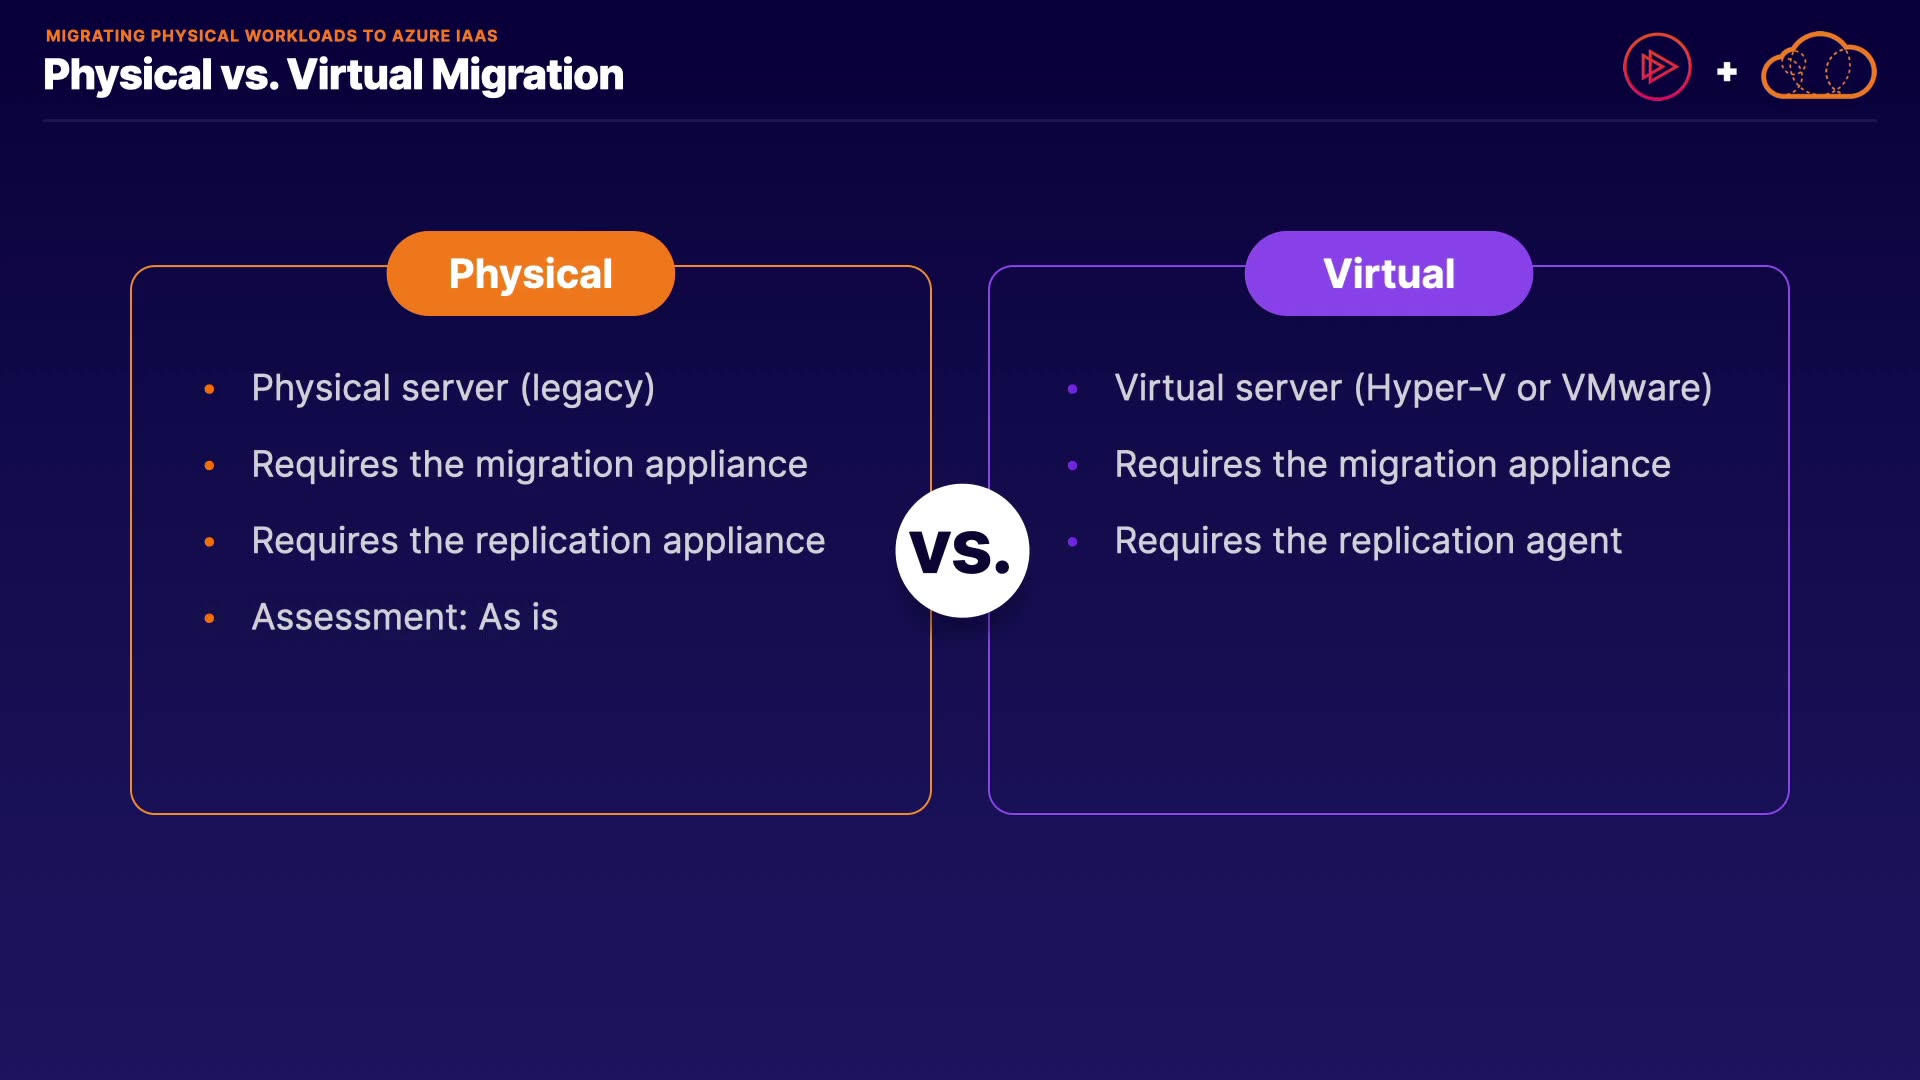 MIGRATING PHYSICAL WORKLOADS TO AZURE IAAS
Physical vs. Virtual Migration
+
Physical
• Physical server (legacy)
• Requires the migration appliance
• Requires the replication appliance
• Assessment: As is
vs.
Virtual
• Virtual server (Hyper-V or VMware)
• Requires the migration appliance
• Requires the replication agent